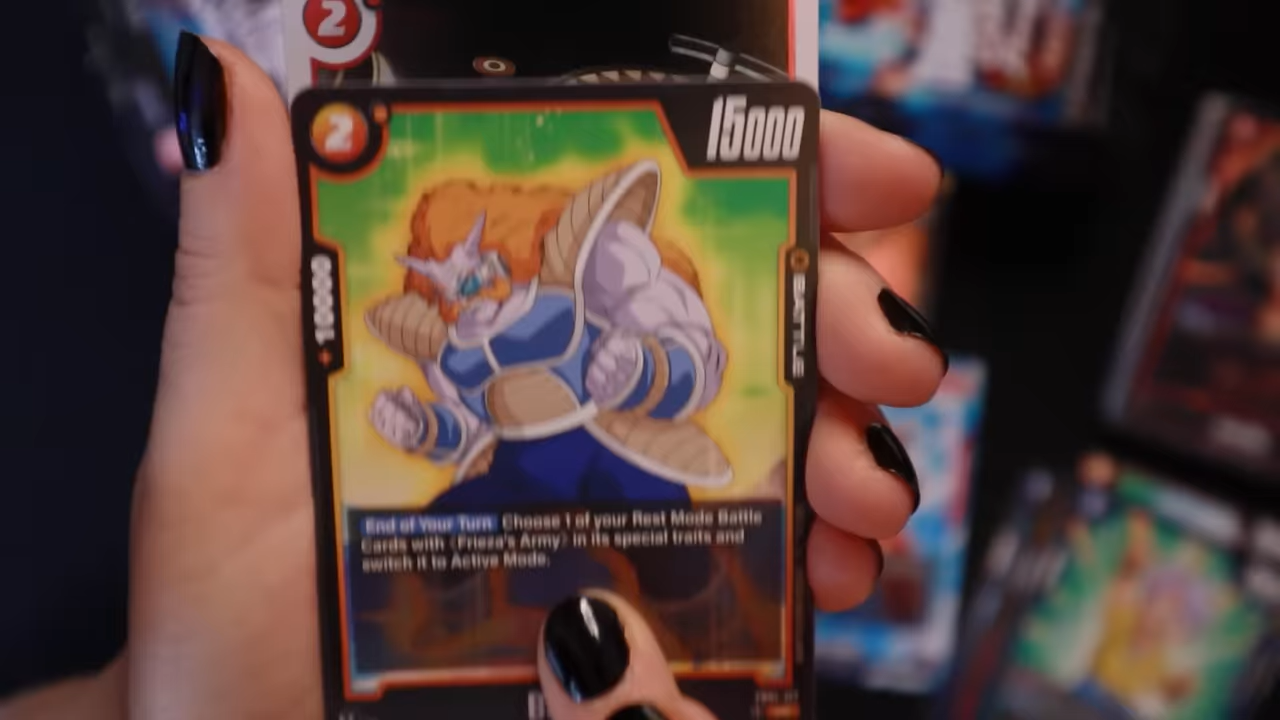 2
2
15000
+10000
BATTLE
End of Your Turn Choose 1 of your Rest Mode Battle
Cards with 《Frieza's Army》 in its special traits and
switch it to Active Mode.